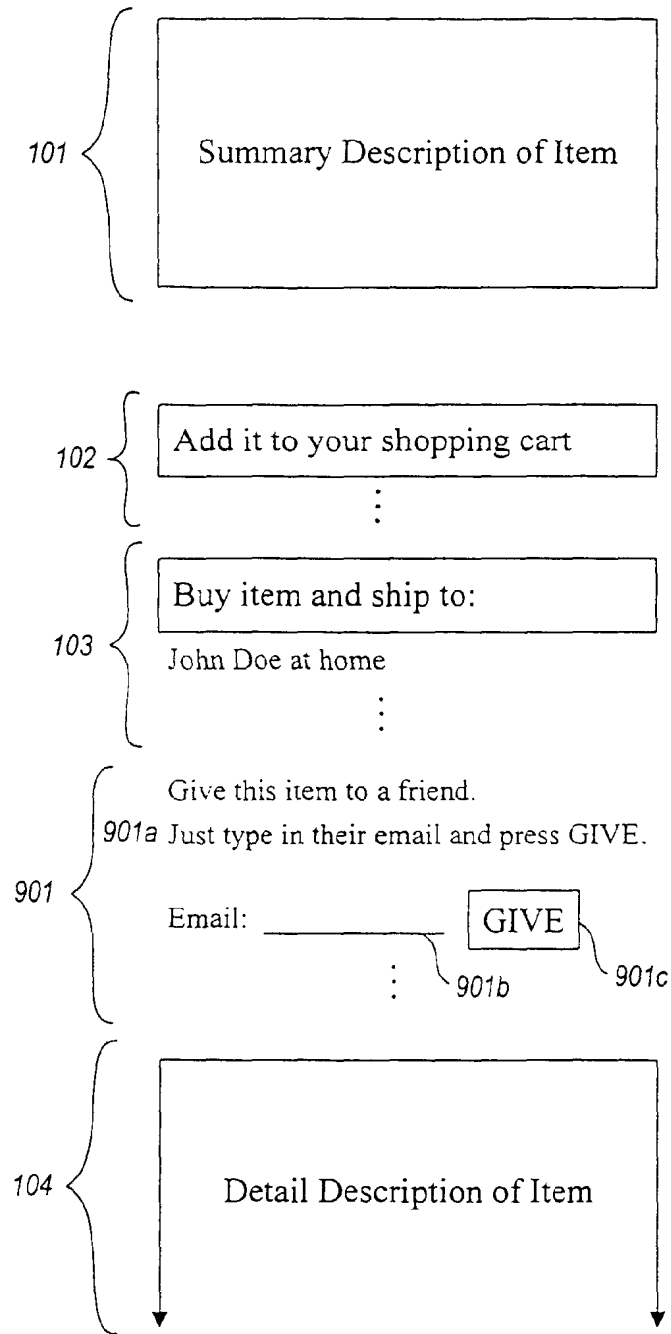 101
Summary Description of Item
102
Add it to your shopping cart
103
Buy item and ship to:
John Doe at home
901
Give this item to a friend.
901a Just type in their email and press GIVE.
Email: GIVE
901b
901c
104
Detail Description of Item